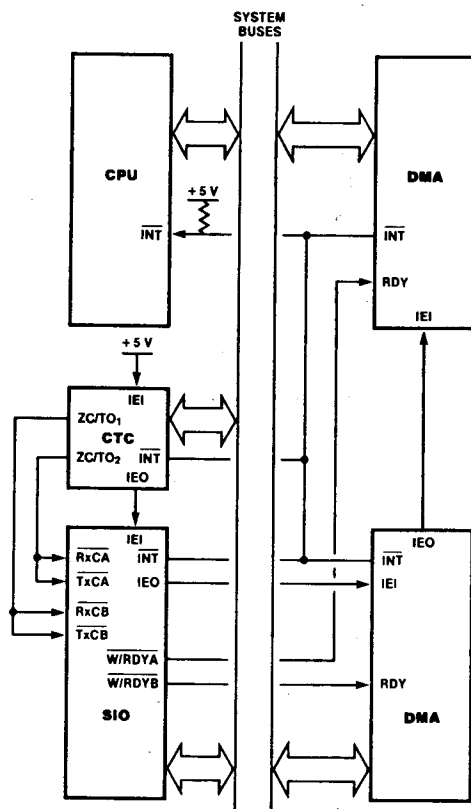 SYSTEM
BUSES
CPU
+5 V
INT
DMA
INT
RDY
IEI
+5 V
IEI
ZC/TO1
CTC
ZC/TO2
INT
IEO
IEI
RxCA
INT
TxCA
IEO
RxCB
TxCB
W/RDYA
W/RDYB
SIO
IEO
INT
IEI
RDY
DMA